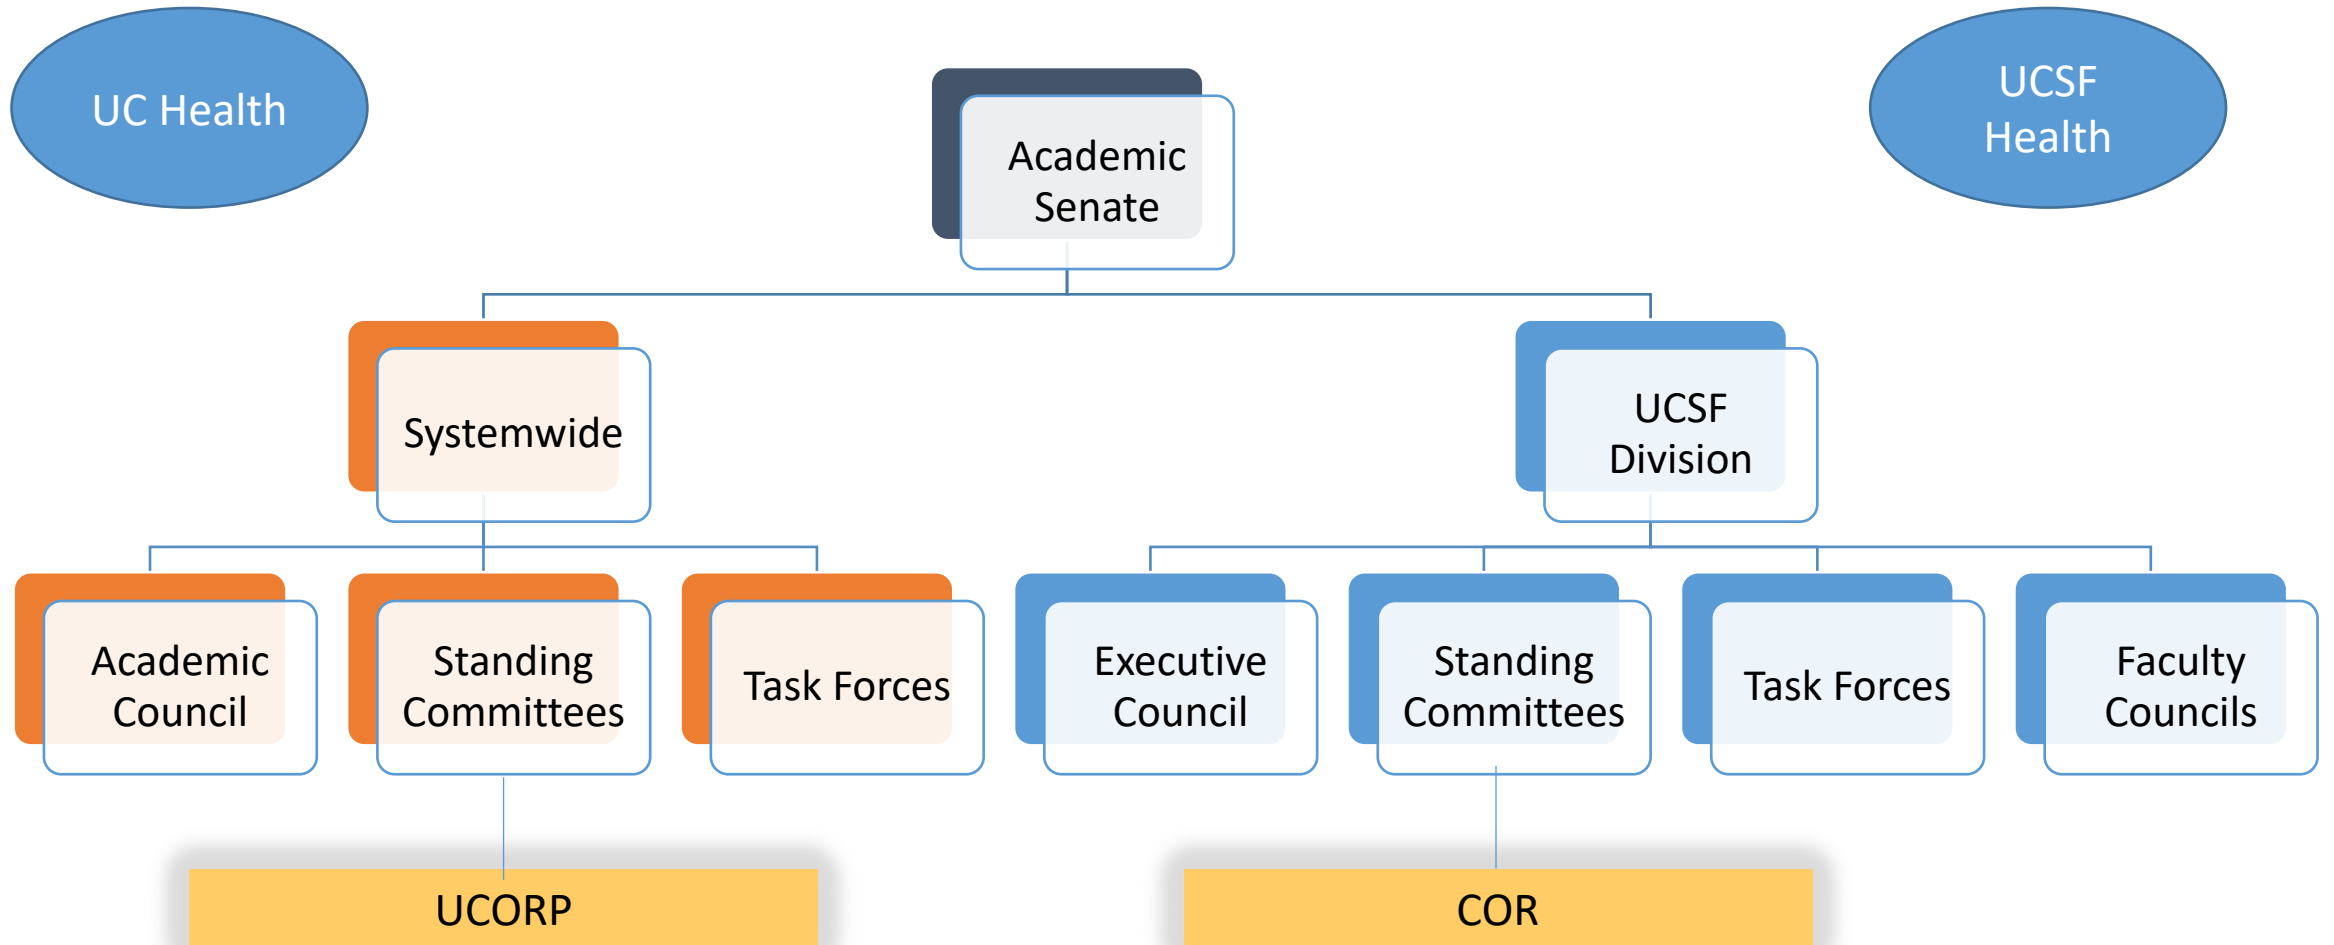 UC Health
UCSF
Health
Academic
Senate
Systemwide
UCSF
Division
Academic
Council
Standing
Committees
Task Forces
Executive
Council
Standing
Committees
Task Forces
Faculty
Councils
UCORP
COR